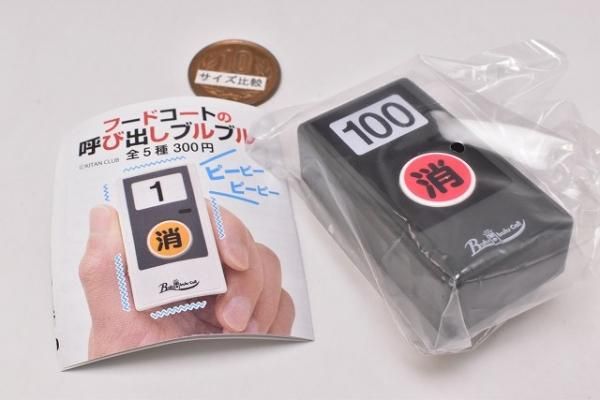 サイズ比較
フードコートの
呼び出しブルブル
全5種 300円
©KITAN CLUB
ピーピー
ピーピー
1
消
100
消